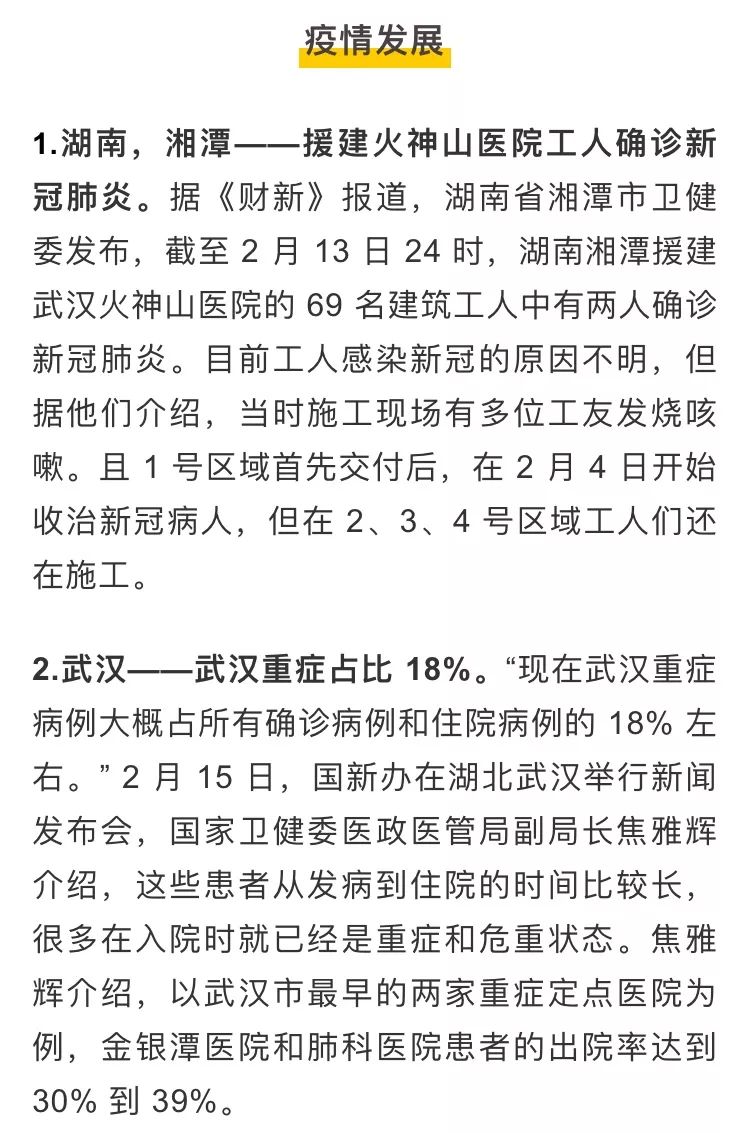 疫情发展
1.湖南，湘潭——援建火神山医院工人确诊新
冠肺炎。据《财新》报道，湖南省湘潭市卫健
委发布，截至 2 月 13 日 24 时，湖南湘潭援建
武汉火神山医院的 69 名建筑工人中有两人确诊
新冠肺炎。目前工人感染新冠的原因不明，但
据他们介绍，当时施工现场有多位工友发烧咳
嗽。且 1 号区域首先交付后，在 2 月 4 日开始
收治新冠病人，但在 2、3、4 号区域工人们还
在施工。
2.武汉——武汉重症占比 18%。“现在武汉重症
病例大概占所有确诊病例和住院病例的 18% 左
右。” 2 月 15 日，国新办在湖北武汉举行新闻
发布会，国家卫健委医政医管局副局长焦雅辉
介绍，这些患者从发病到住院的时间比较长，
很多在入院时就已经是重症和危重状态。焦雅
辉介绍，以武汉市最早的两家重症定点医院为
例，金银潭医院和肺科医院患者的出院率达到
30% 到 39%。